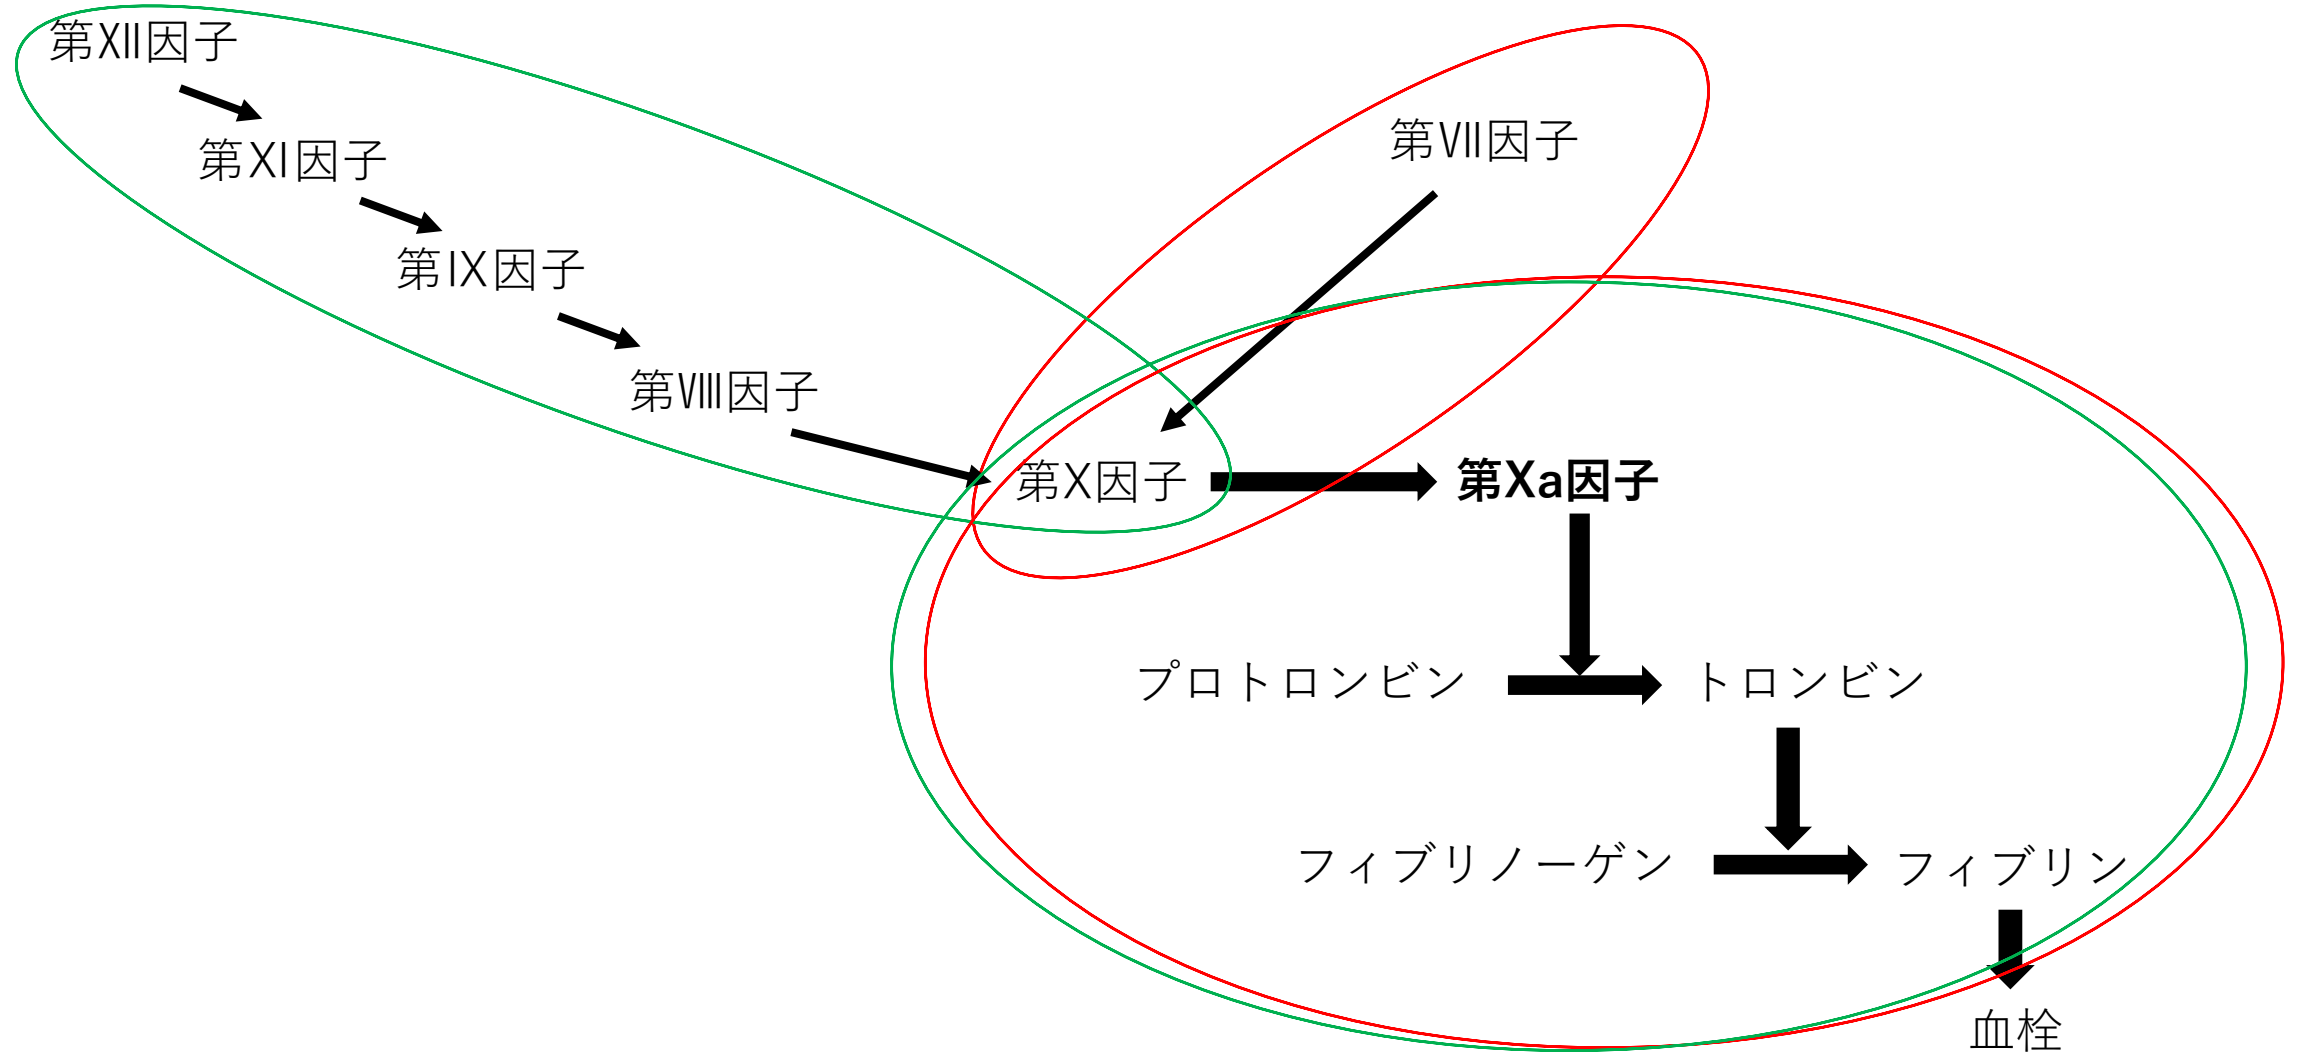 第Ⅻ因子
第Ⅶ因子
第Ⅺ因子
第Ⅸ因子
第Ⅷ因子
第Ⅹ因子
第Xa因子
プロトロンビン
トロンビン
フィブリノーゲン
フィブリン
血栓